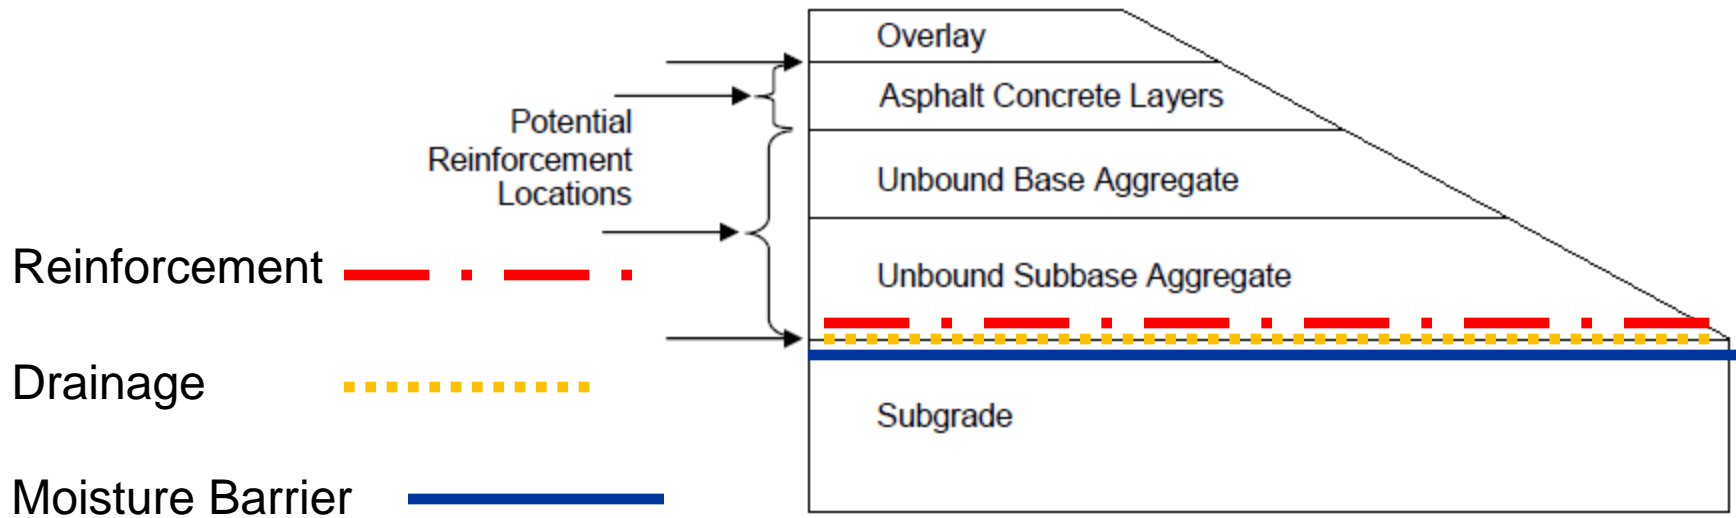 Overlay
Asphalt Concrete Layers
Potential
Reinforcement
Locations
Unbound Base Aggregate
Reinforcement
Unbound Subbase Aggregate
Drainage
Subgrade
Moisture Barrier